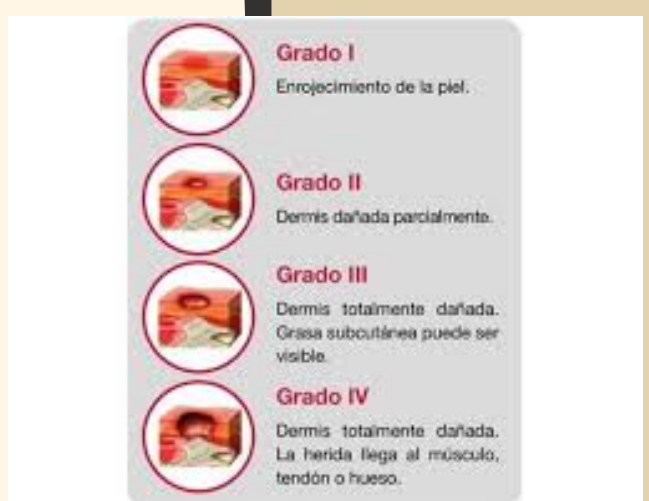 Grado I
Enrojecimiento de la piel.
Grado II
Dermis dañada parcialmente.
Grado III
Dermis totalmente dañada.
Grasa subcutánea puede ser
visible.
Grado IV
Dermis totalmente dañada.
La herida llega al músculo,
tendón o hueso.